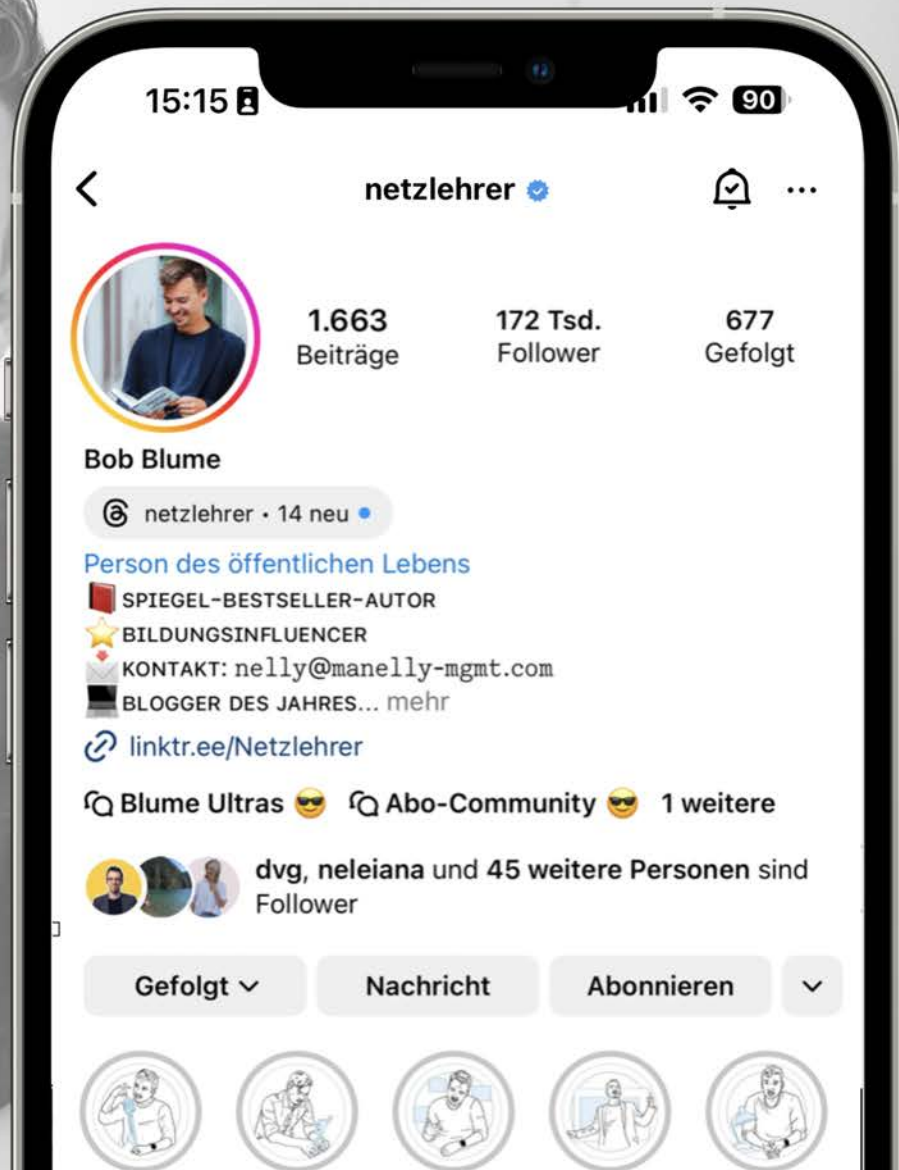 15:15
90
netzlehrer
1.663
Beiträge
172 Tsd.
Follower
677
Gefolgt
Bob Blume
netzlehrer • 14 neu
Person des öffentlichen Lebens
SPIEGEL-BESTSELLER-AUTOR
BILDUNGSINFLUENCER
KONTAKT: nelly@manelly-mgmt.com
BLOGGER DES JAHRES... mehr
linktr.ee/Netzlehrer
Blume Ultras 😎 Abo-Community 😎 1 weitere
dvg, neleiana und 45 weitere Personen sind
Follower
Gefolgt
Nachricht
Abonnieren